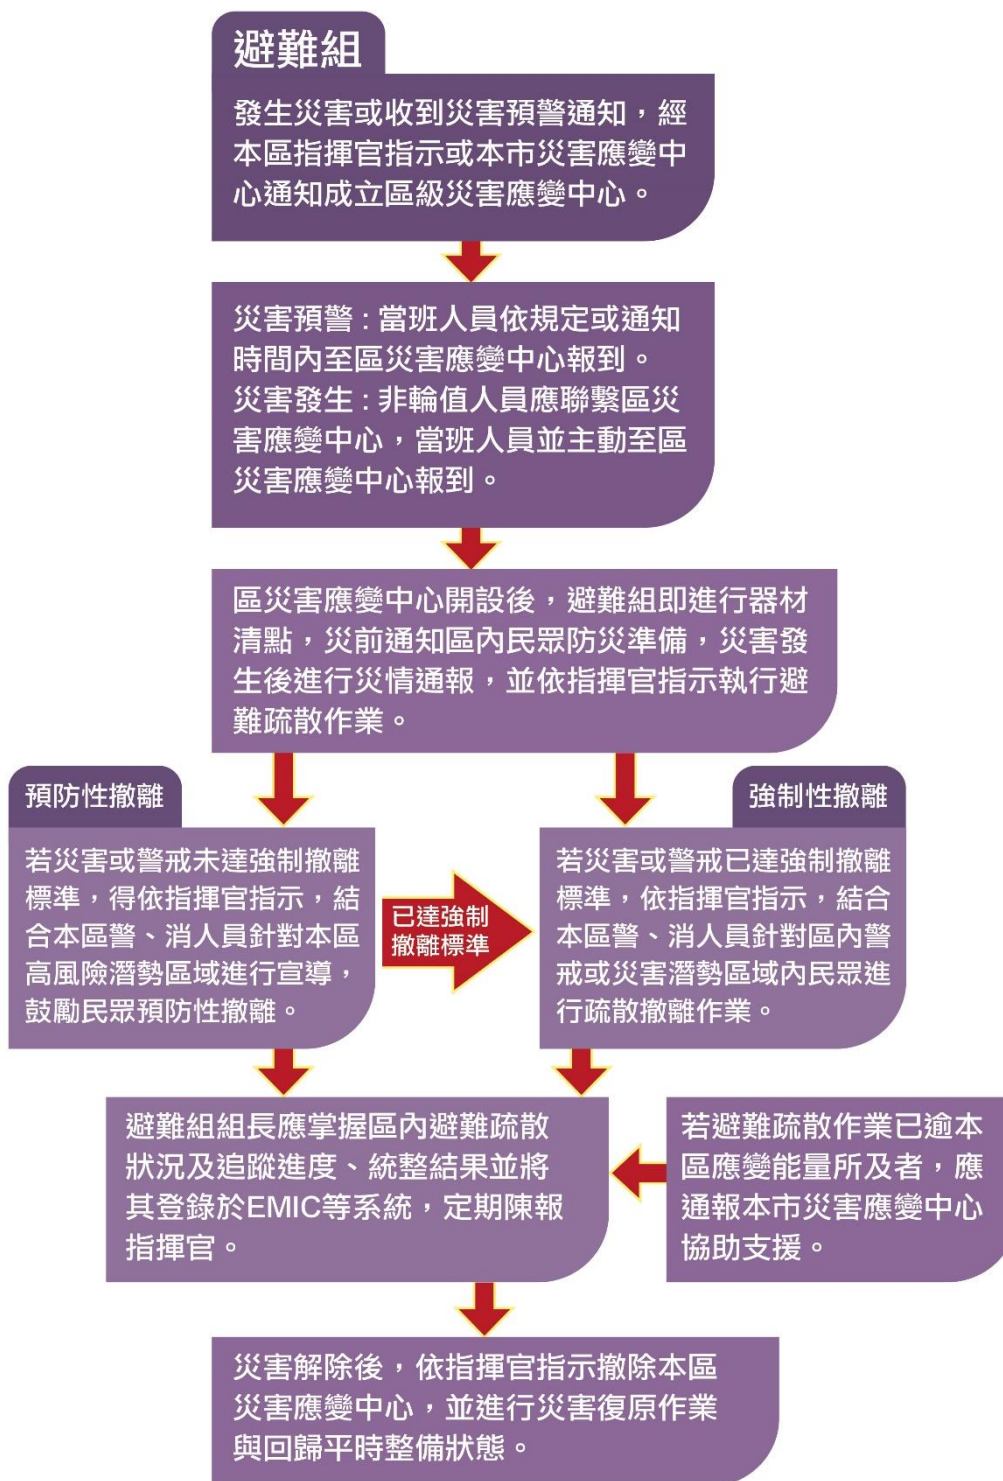 避難組
發生災害或收到災害預警通知，經
本區指揮官指示或本市災害應變中
心通知成立區級災害應變中心。
災害預警：當班人員依規定或通知
時間內至區災害應變中心報到。
災害發生：非輪值人員應聯繫區災
害應變中心，當班人員並主動至區
災害應變中心報到。
區災害應變中心開設後，避難組即進行器材
清點，災前通知區內民眾防災準備，災害發
生後進行災情通報，並依指揮官指示執行避
難疏散作業。
預防性撤離
若災害或警戒未達強制撤離
標準，得依指揮官指示，結
合本區警、消人員針對本區
高風險潛勢區域進行宣導，
鼓勵民眾預防性撤離。
已達強制
撤離標準
強制性撤離
若災害或警戒已達強制撤離
標準，依指揮官指示，結合
本區警、消人員針對區內警
戒或災害潛勢區域內民眾進
行疏散撤離作業。
避難組組長應掌握區內避難疏散
狀況及追蹤進度、統整結果並將
其登錄於EMIC等系統，定期陳報
指揮官。
若避難疏散作業已逾本
區應變能量所及者，應
通報本市災害應變中心
協助支援。
災害解除後，依指揮官指示撤除本區
災害應變中心，並進行災害復原作業
與回歸平時整備狀態。